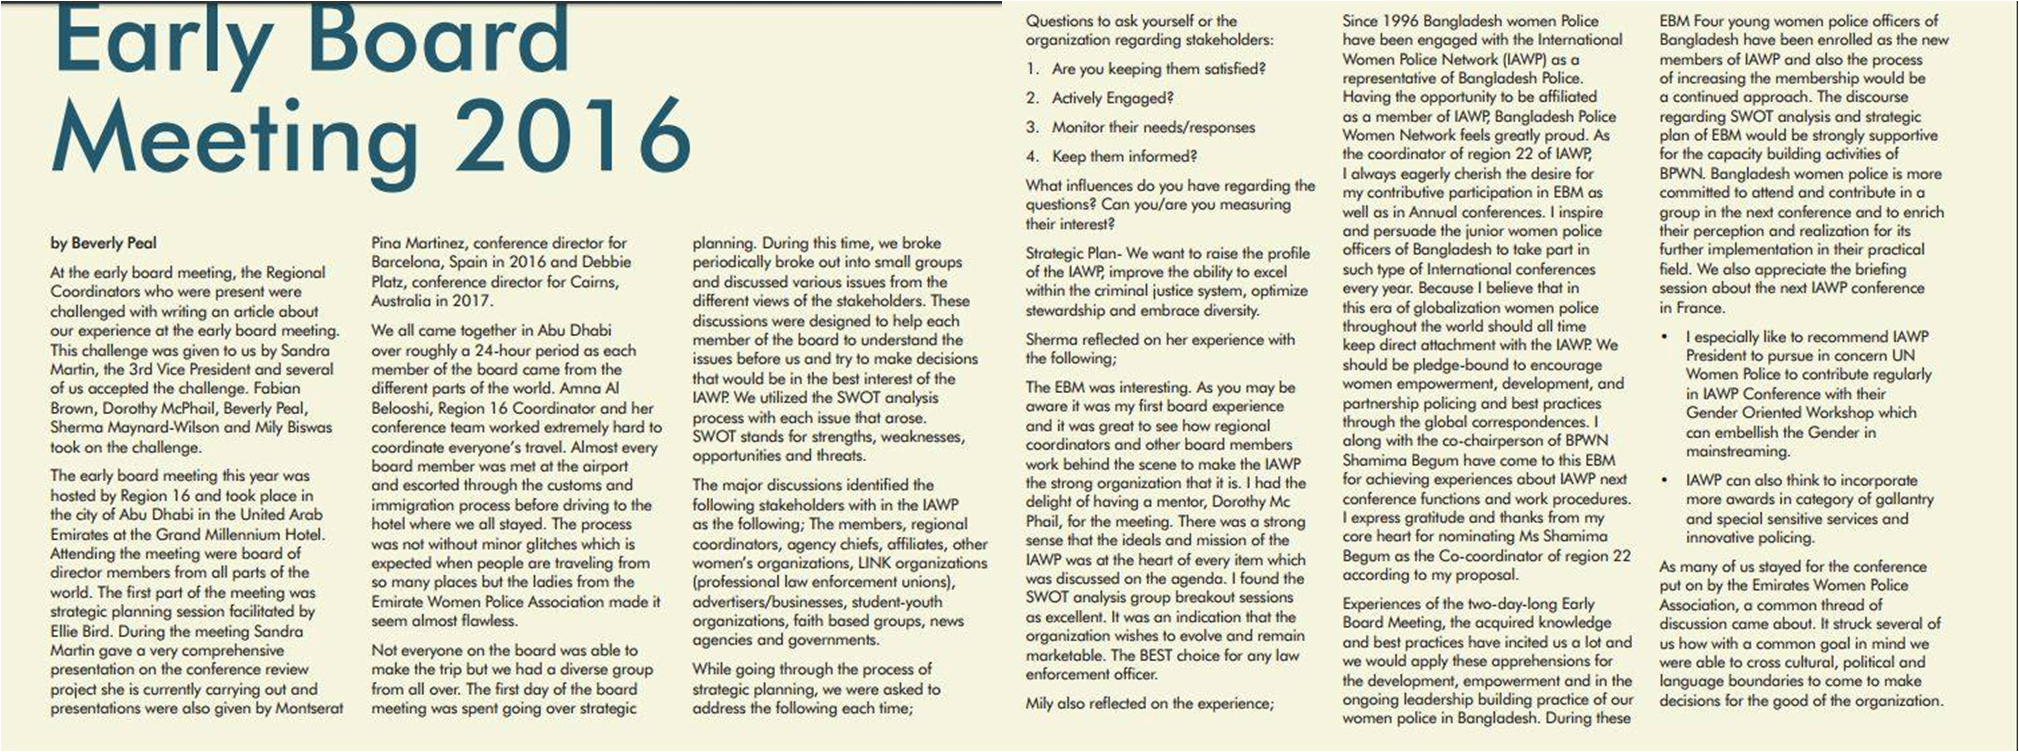 Early Board
Meeting 2016
by Beverly Peal
At the early board meeting, the Regional
Coordinators who were present were
challenged with writing an article about
our experience at the early board meeting.
This challenge was given to us by Sandra
Martin, the 3rd Vice President and several
of us accepted the challenge. Fabian
Brown, Dorothy McPhail, Beverly Peal,
Sherma Maynard-Wilson and Mily Biswas
took on the challenge.
The early board meeting this year was
hosted by Region 16 and took place in
the city of Abu Dhabi in the United Arab
Emirates at the Grand Millennium Hotel.
Attending the meeting were board of
director members from all parts of the
world. The first part of the meeting was
strategic planning session facilitated by
Ellie Bird. During the meeting Sandra
Martin gave a very comprehensive
presentation on the conference review
project she is currently carrying out and
presentations were also given by Montserat
Pina Martinez, conference director for
Barcelona, Spain in 2016 and Debbie
Platz, conference director for Cairns,
Australia in 2017.
We all came together in Abu Dhabi
over roughly a 24-hour period as each
member of the board came from the
different parts of the world. Amna Al
Belooshi, Region 16 Coordinator and her
conference team worked extremely hard to
coordinate everyone's travel. Almost every
board member was met at the airport
and escorted through the customs and
immigration process before driving to the
hotel where we all stayed. The process
was not without minor glitches which is
expected when people are traveling from
so many places but the ladies from the
Emirate Women Police Association made it
seem almost flawless.
Not everyone on the board was able to
make the trip but we had a diverse group
from all over. The first day of the board
meeting was spent going over strategic
planning. During this time, we broke
periodically broke out into small groups
and discussed various issues from the
different views of the stakeholders. These
discussions were designed to help each
member of the board to understand the
issues before us and try to make decisions
that would be in the best interest of the
IAWP. We utilized the SWOT analysis
process with each issue that arose.
SWOT stands for strengths, weaknesses,
opportunities and threats.
The major discussions identified the
following stakeholders with in the IAWP
as the following; The members, regional
coordinators, agency chiefs, affiliates, other
women's organizations, LINK organizations
(professional law enforcement unions),
advertisers/businesses, student-youth
organizations, faith based groups, news
agencies and governments.
While going through the process of
strategic planning, we were asked to
address the following each time;
Questions to ask yourself or the
organization regarding stakeholders:
1. Are you keeping them satisfied?
2. Actively Engaged?
3. Monitor their needs/responses
4. Keep them informed?
What influences do you have regarding the
questions? Can you/are you measuring
their interest?
Strategic Plan- We want to raise the profile
of the IAWP, improve the ability to excel
within the criminal justice system, optimize
stewardship and embrace diversity.
Sherma reflected on her experience with
the following;
The EBM was interesting. As you may be
aware it was my first board experience
and it was great to see how regional
coordinators and other board members
work behind the scene to make the IAWP
the strong organization that it is. I had the
delight of having a mentor, Dorothy Mc
Phail, for the meeting. There was a strong
sense that the ideals and mission of the
IAWP was at the heart of every item which
was discussed on the agenda. I found the
SWOT analysis group breakout sessions
as excellent. It was an indication that the
organization wishes to evolve and remain
marketable. The BEST choice for any law
enforcement officer.
Mily also reflected on the experience;
Since 1996 Bangladesh women Police
have been engaged with the International
Women Police Network (IAWP) as a
representative of Bangladesh Police.
Having the opportunity to be affiliated
as a member of IAWP, Bangladesh Police
Women Network feels greatly proud. As
the coordinator of region 22 of IAWP,
I always eagerly cherish the desire for
my contributive participation in EBM as
well as in Annual conferences. I inspire
and persuade the junior women police
officers of Bangladesh to take part in
such type of International conferences
every year. Because I believe that in
this era of globalization women police
throughout the world should all time
keep direct attachment with the IAWP. We
should be pledge-bound to encourage
women empowerment, development, and
partnership policing and best practices
through the global correspondences. I
along with the co-chairperson of BPWN
Shamima Begum have come to this EBM
for achieving experiences about IAWP next
conference functions and work procedures.
I express gratitude and thanks from my
core heart for nominating Ms Shamima
Begum as the Co-coordinator of region 22
according to my proposal.
Experiences of the two-day-long Early
Board Meeting, the acquired knowledge
and best practices have incited us a lot and
we would apply these apprehensions for
the development, empowerment and in the
ongoing leadership building practice of our
women police in Bangladesh. During these
EBM Four young women police officers of
Bangladesh have been enrolled as the new
members of IAWP and also the process
of increasing the membership would be
a continued approach. The discourse
regarding SWOT analysis and strategic
plan of EBM would be strongly supportive
for the capacity building activities of
BPWN. Bangladesh women police is more
committed to attend and contribute in a
group in the next conference and to enrich
their perception and realization for its
further implementation in their practical
field. We also appreciate the briefing
session about the next IAWP conference
in France.
• I especially like to recommend IAWP
President to pursue in concern UN
Women Police to contribute regularly
in IAWP Conference with their
Gender Oriented Workshop which
can embellish the Gender in
mainstreaming.
• IAWP can also think to incorporate
more awards in category of gallantry
and special sensitive services and
innovative policing.
As many of us stayed for the conference
put on by the Emirates Women Police
Association, a common thread of
discussion came about. It struck several of
us how with a common goal in mind we
were able to cross cultural, political and
language boundaries to come to make
decisions for the good of the organization.